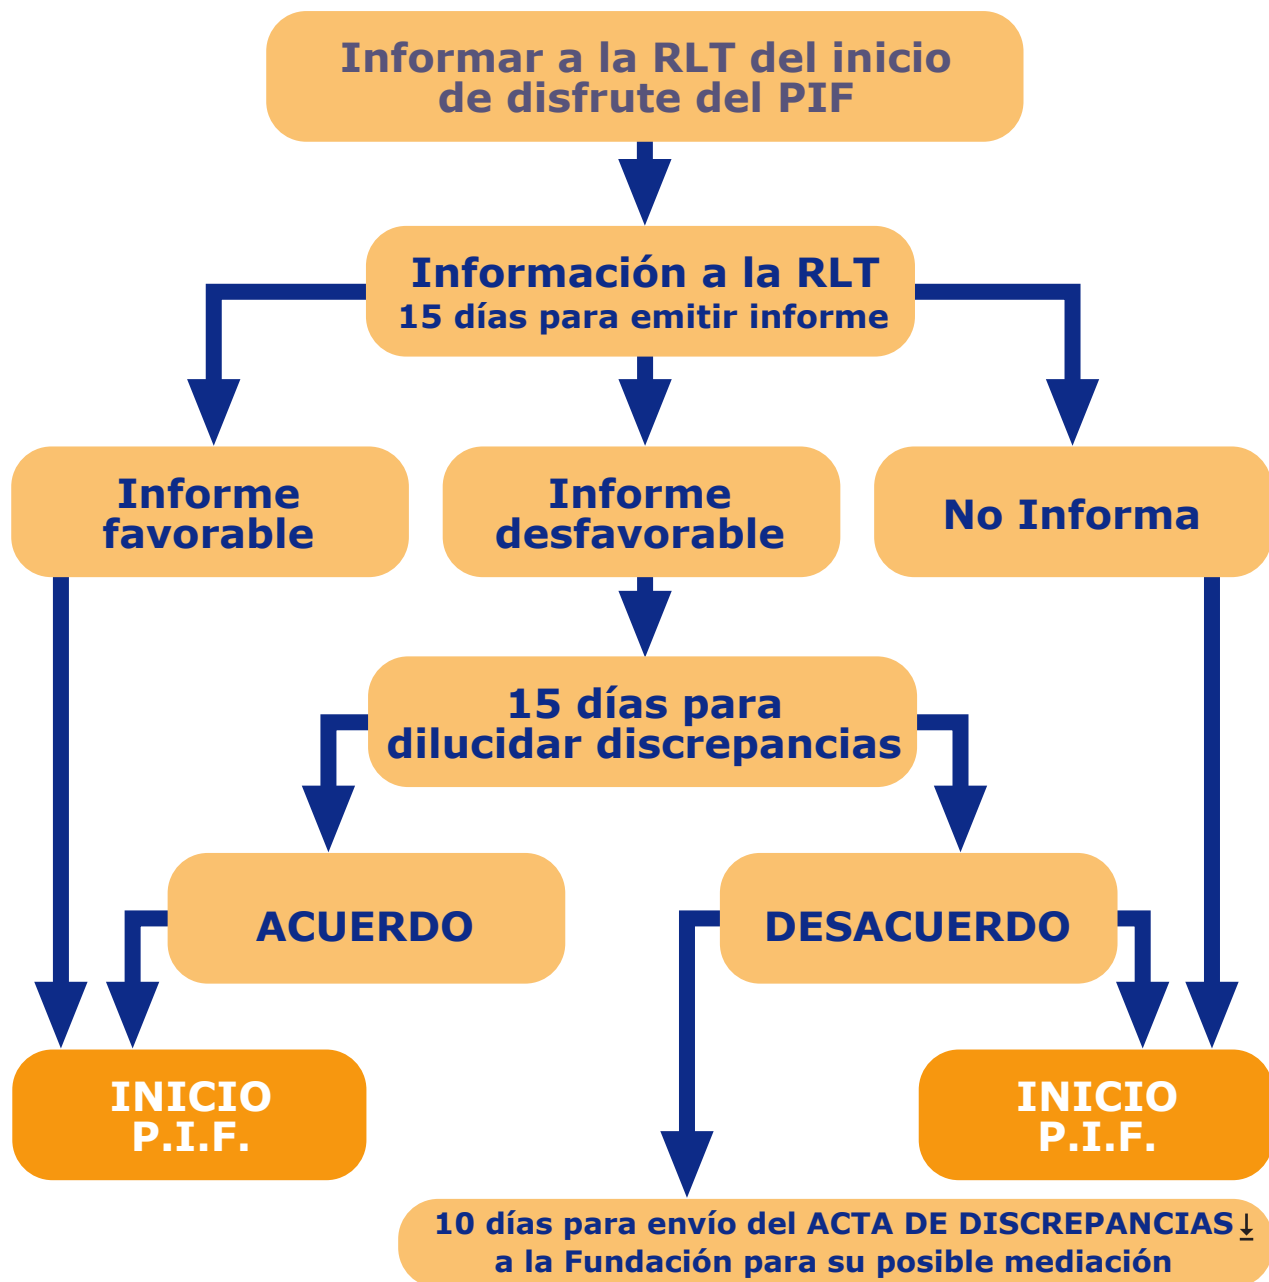 Informar a la RLT del inicio
de disfrute del PIF
Información a la RLT
15 días para emitir informe
Informe
favorable
Informe
desfavorable
No Informa
15 días para
dilucidar discrepancias
ACUERDO
DESACUERDO
INICIO
P.I.F.
INICIO
P.I.F.
10 días para envío del ACTA DE DISCREPANCIAS
a la Fundación para su posible mediación